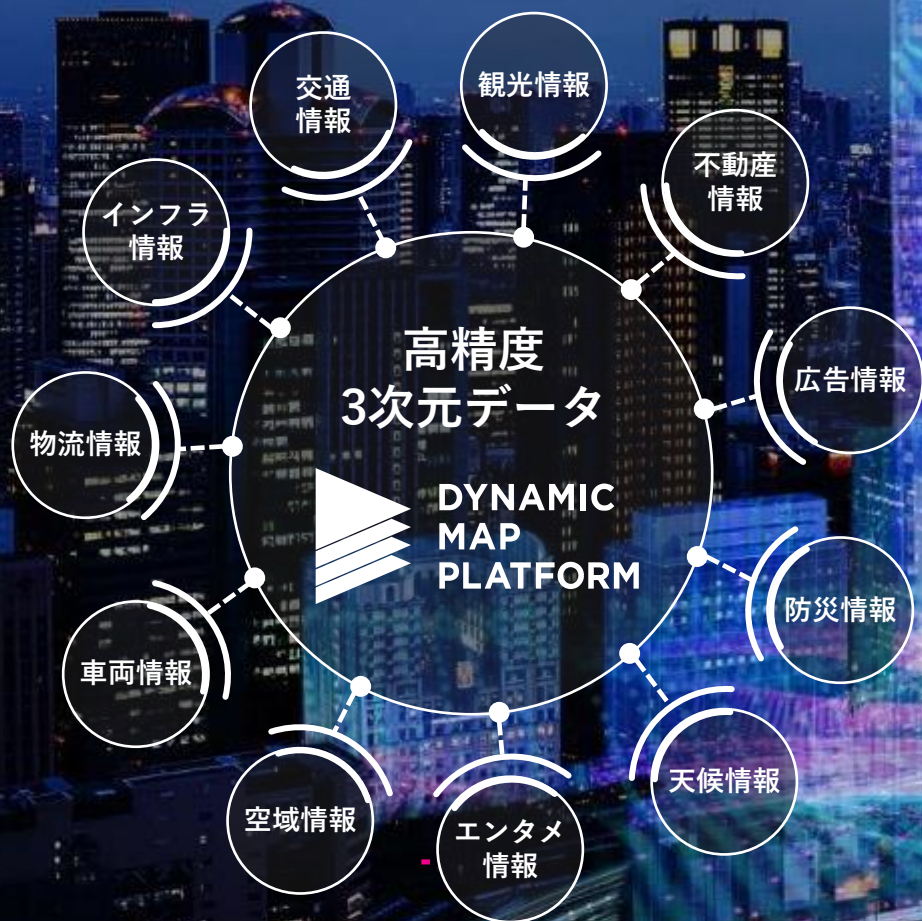 交通
情報
観光情報
不動産
情報
インフラ
情報
広告情報
高精度
3次元データ
物流情報
DYNAMIC
MAP
PLATFORM
防災情報
車両情報
天候情報
空域情報
エンタメ
情報